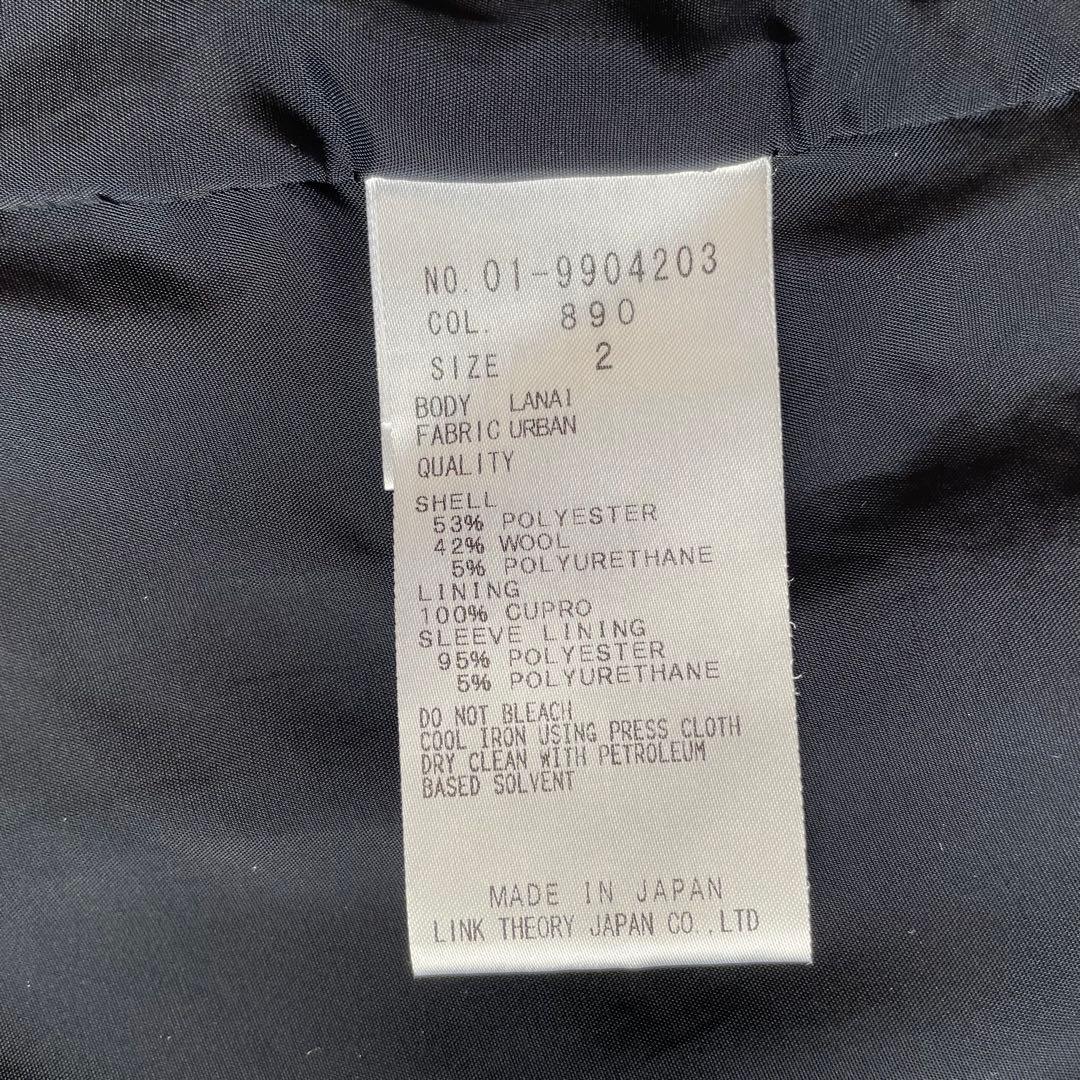 NO. 01-9904203
COL. 890
SIZE 2
BODY LANAI
FABRIC URBAN
QUALITY
SHELL
53% POLYESTER
42% WOOL
5% POLYURETHANE
LINING
100% CUPRO
SLEEVE LINING
95% POLYESTER
5% POLYURETHANE
DO NOT BLEACH
COOL IRON USING PRESS CLOTH
DRY CLEAN WITH PETROLEUM
BASED SOLVENT
MADE IN JAPAN
LINK THEORY JAPAN CO.,LTD